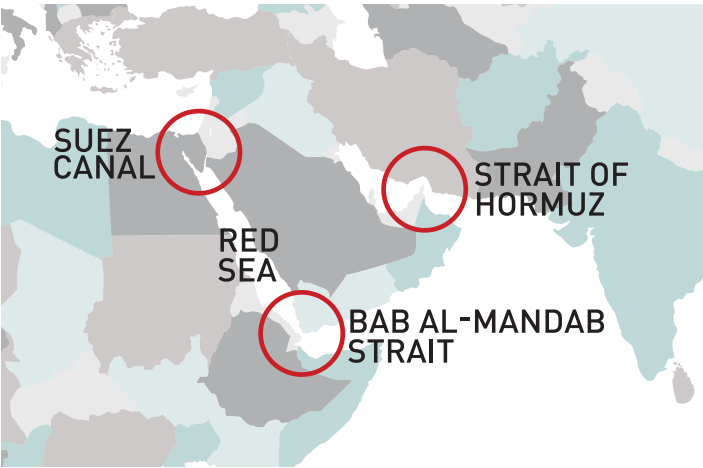 SUEZ
CANAL
STRAIT OF
HORMUZ
RED
SEA
BAB AL-MANDAB
STRAIT